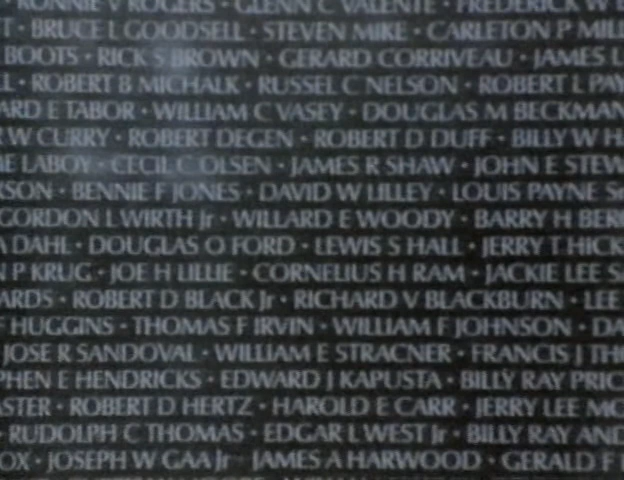 RONNIE V ROGERS · GLENN C VALENTE · FREDERICK W
· BRUCE L GOODSELL · STEVEN MIKE · CARLETON P MILL
BOOTS · RICK S BROWN · GERARD CORRIVEAU · JAMES L
L · ROBERT B MICHALK · RUSSEL C NELSON · ROBERT L PAY
ARD E TABOR · WILLIAM C VASEY · DOUGLAS M BECKMAN
W CURRY · ROBERT DEGEN · ROBERT D DUFF · BILLY W H
E LABOY · CECIL C OLSEN · JAMES R SHAW · JOHN E STEW
SON · BENNIE F JONES · DAVID W LILLEY · LOUIS PAYNE Sr
GORDON L WIRTH Jr · WILLARD E WOODY · BARRY H BER
A DAHL · DOUGLAS O FORD · LEWIS S HALL · JERRY T HICK
N P KRUG · JOE H LILLIE · CORNELIUS H RAM · JACKIE LEE S
ARDS · ROBERT D BLACK Jr · RICHARD V BLACKBURN · LEE
F HUGGINS · THOMAS F IRVIN · WILLIAM F JOHNSON · DA
JOSE R SANDOVAL · WILLIAM E STRACNER · FRANCIS J TH
PHEN E HENDRICKS · EDWARD J KAPUSTA · BILLY RAY PRIC
ASTER · ROBERT D HERTZ · HAROLD E CARR · JERRY LEE MC
· RUDOLPH C THOMAS · EDGAR L WEST Jr · BILLY RAY AND
OX · JOSEPH W GAA Jr · JAMES A HARWOOD · GERALD F